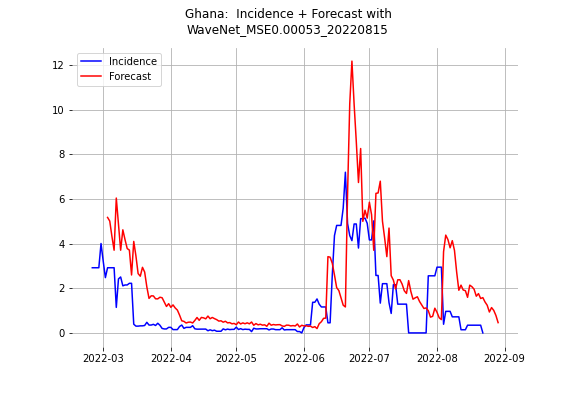 Ghana:  Incidence + Forecast with
WaveNet_MSE0.00053_20220815
Incidence
Forecast
12
10
8
6
4
2
0
2022-03 2022-04 2022-05 2022-06 2022-07 2022-08 2022-09